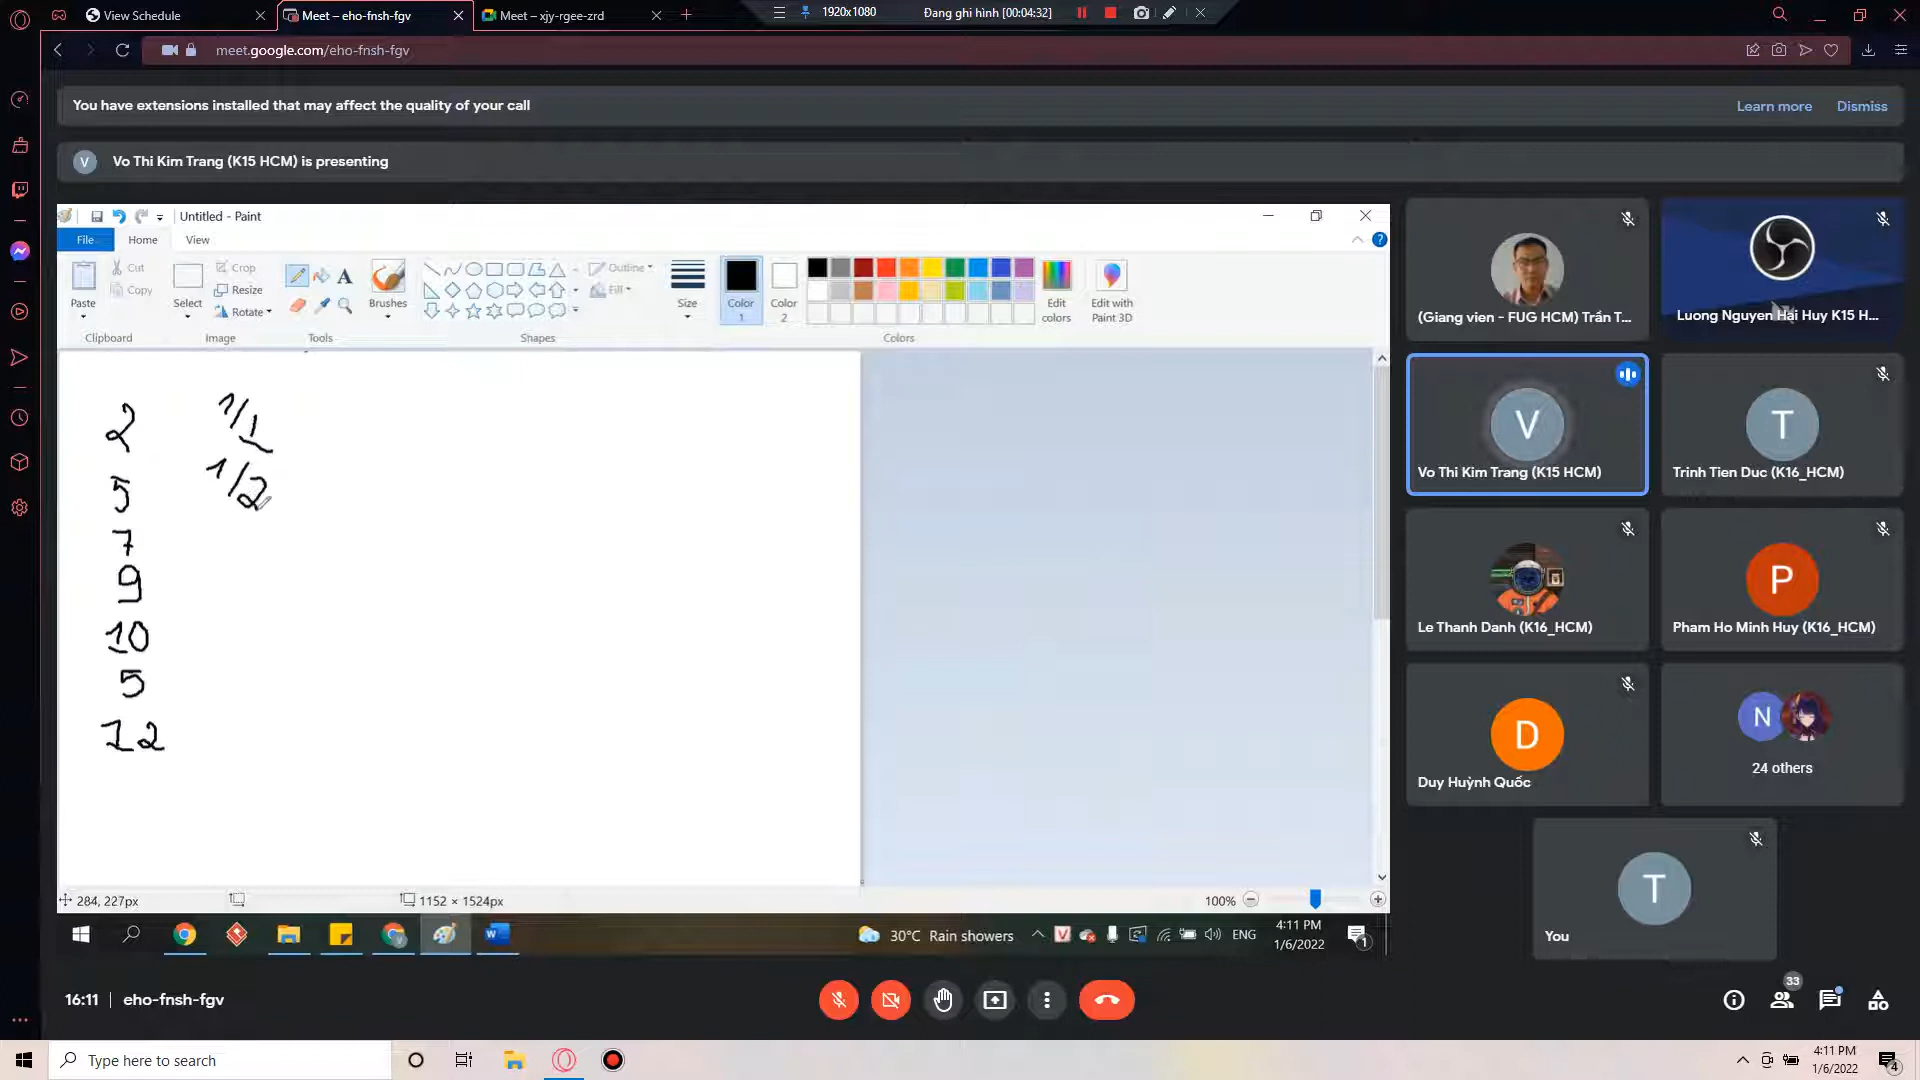 View Schedule
Meet – eho-fnsh-fgv
Meet – xjy-rgee-zrd
1920x1080
Đang ghi hình [00:04:32]
meet.google.com/eho-fnsh-fgv
You have extensions installed that may affect the quality of your call
Learn more
Dismiss
V
Vo Thi Kim Trang (K15 HCM) is presenting
Untitled - Paint
File
Home
View
Paste
Cut
Copy
Clipboard
Select
Crop
Resize
Rotate
Image
A
Tools
Brushes
Outline
Fill
Shapes
Size
Color
1
Color
2
Edit
colors
Edit with
Paint 3D
Colors
2
5
7
9
10
5
12
1/1
1/2
284, 227px
1152 × 1524px
100%
30°C Rain showers
ENG
4:11 PM
1/6/2022
1
(Giang vien - FUG HCM) Trần T...
Luong Nguyen Hai Huy K15 H...
V
Vo Thi Kim Trang (K15 HCM)
T
Trinh Tien Duc (K16_HCM)
Le Thanh Danh (K16_HCM)
P
Pham Ho Minh Huy (K16_HCM)
D
Duy Huỳnh Quốc
N
24 others
T
You
16:11
eho-fnsh-fgv
33
Type here to search
4:11 PM
1/6/2022
4